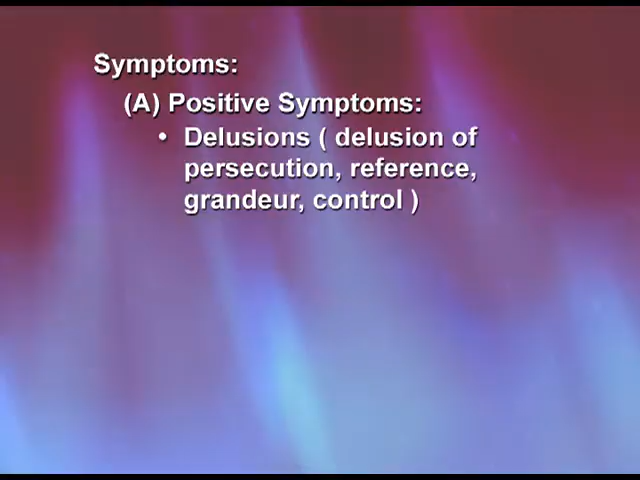 Symptoms:
(A) Positive Symptoms:
• Delusions ( delusion of
persecution, reference,
grandeur, control )